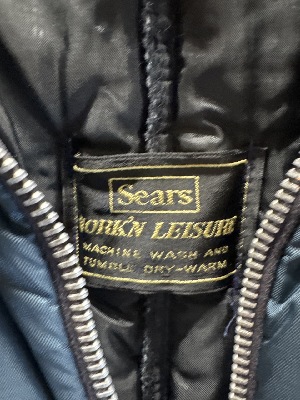 Sears
WORK'N LEISURE
MACHINE WASH AND
TUMBLE DRY-WARM